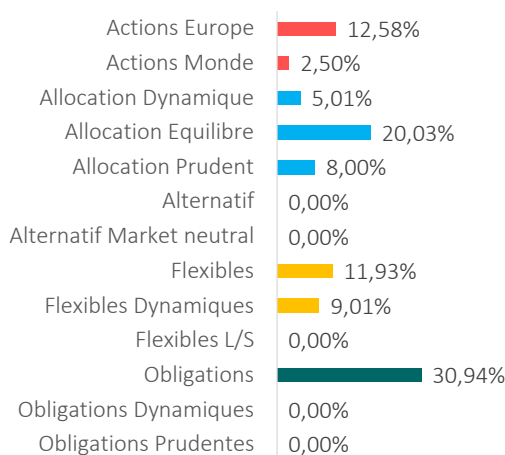 Actions Europe 12,58%
Actions Monde 2,50%
Allocation Dynamique 5,01%
Allocation Equilibre 20,03%
Allocation Prudent 8,00%
Alternatif 0,00%
Alternatif Market neutral 0,00%
Flexibles 11,93%
Flexibles Dynamiques 9,01%
Flexibles L/S 0,00%
Obligations 30,94%
Obligations Dynamiques 0,00%
Obligations Prudentes 0,00%